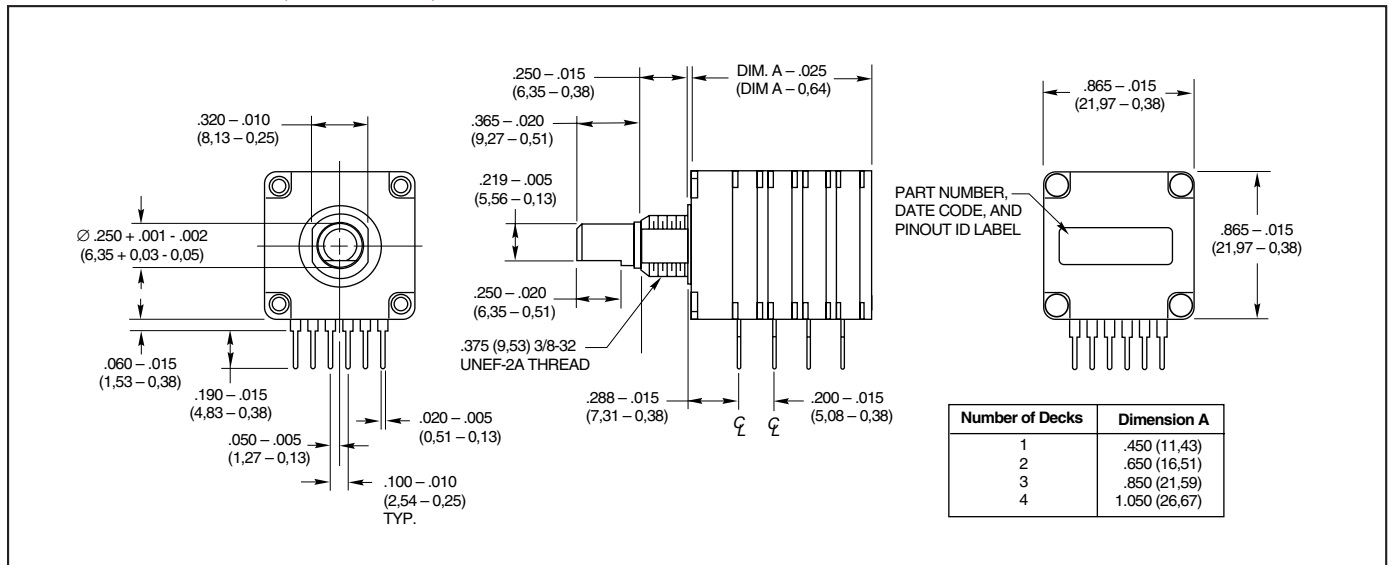 .320 – .010
(8,13 – 0,25)
Ø .250 + .001 - .002
(6,35 + 0,03 - 0,05)
.060 – .015
(1,53 – 0,38)
.190 – .015
(4,83 – 0,38)
.050 – .005
(1,27 – 0,13)
.020 – .005
(0,51 – 0,13)
.100 – .010
(2,54 – 0,25)
TYP.
.250 – .015
(6,35 – 0,38)
DIM. A – .025
(DIM A – 0,64)
.365 – .020
(9,27 – 0,51)
.219 – .005
(5,56 – 0,13)
.250 – .020
(6,35 – 0,51)
.375 (9,53) 3/8-32
UNEF-2A THREAD
.288 – .015
(7,31 – 0,38)
.200 – .015
(5,08 – 0,38)
℄ ℄
.865 – .015
(21,97 – 0,38)
PART NUMBER,
DATE CODE, AND
PINOUT ID LABEL
.865 – .015
(21,97 – 0,38)
Number of Decks Dimension A
1 .450 (11,43)
2 .650 (16,51)
3 .850 (21,59)
4 1.050 (26,67)